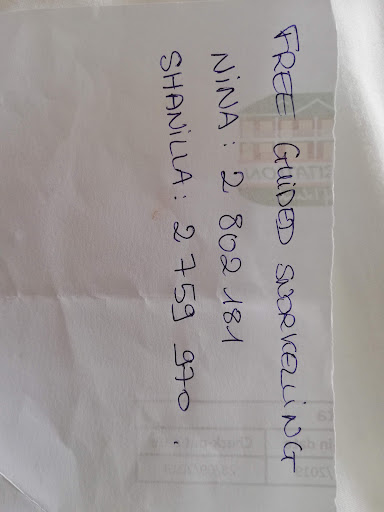 FREE GUIDED SNORKELLING
NINA: 2 802 181
SHANILLA: 2 759 970.